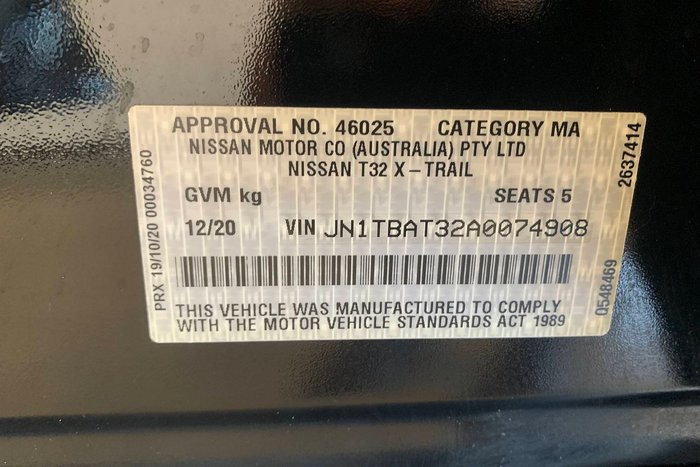 APPROVAL NO. 46025 CATEGORY MA
NISSAN MOTOR CO (AUSTRALIA) PTY LTD
NISSAN T32 X-TRAIL
GVM kg SEATS 5
12/20 VIN JN1TBAT32A0074908
THIS VEHICLE WAS MANUFACTURED TO COMPLY
WITH THE MOTOR VEHICLE STANDARDS ACT 1989
PRX 19/10/20 00034760
2637414
Q548469